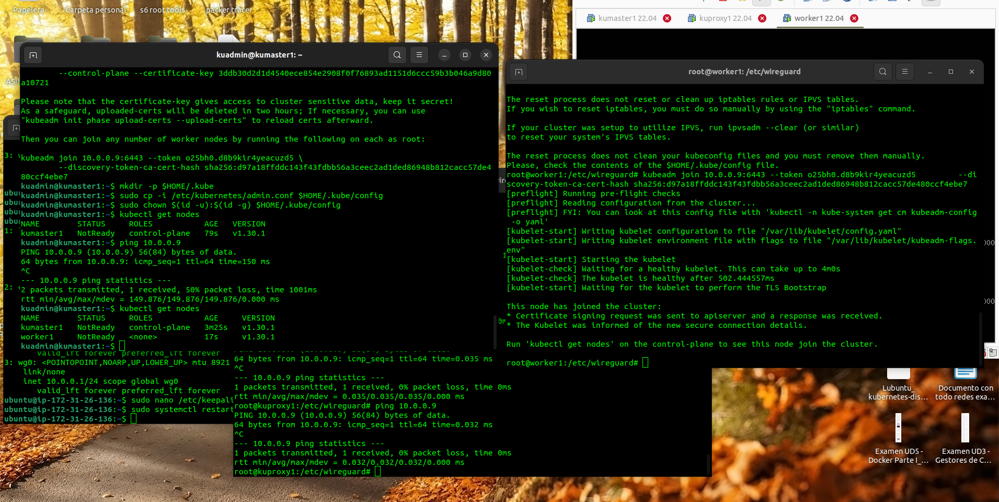 Papelera
Carpeta personal
s6 root tools
packer tracer
kumaster1 22.04
kuproxy1 22.04
worker1 22.04
kuadmin@kumaster1: ~
--control-plane --certificate-key 3ddb30d2d1d4540ece854e2908f0f76893ad1151d6ccc59b3b046a9d80
a10721
Please note that the certificate-key gives access to cluster sensitive data, keep it secret!
As a safeguard, uploaded-certs will be deleted in two hours; If necessary, you can use
"kubeadm init phase upload-certs --upload-certs" to reload certs afterward.
Then you can join any number of worker nodes by running the following on each as root:
kubeadm join 10.0.0.9:6443 --token o25bh0.d8b9kir4yeacuzd5 \
--discovery-token-ca-cert-hash sha256:d97a18ffddc143f43fdbb56a3ceec2ad1ded86948b812cacc57de4
80ccf4ebe7
kuadmin@kumaster1:~$ mkdir -p $HOME/.kube
kuadmin@kumaster1:~$ sudo cp -i /etc/kubernetes/admin.conf $HOME/.kube/config
kuadmin@kumaster1:~$ sudo chown $(id -u):$(id -g) $HOME/.kube/config
kuadmin@kumaster1:~$ kubectl get nodes
NAME STATUS ROLES AGE VERSION
kumaster1 NotReady control-plane 79s v1.30.1
kuadmin@kumaster1:~$ ping 10.0.0.9
PING 10.0.0.9 (10.0.0.9) 56(84) bytes of data.
64 bytes from 10.0.0.9: icmp_seq=1 ttl=64 time=150 ms
^C
--- 10.0.0.9 ping statistics ---
2 packets transmitted, 1 received, 50% packet loss, time 1001ms
rtt min/avg/max/mdev = 149.876/149.876/149.876/0.000 ms
kuadmin@kumaster1:~$ kubectl get nodes
NAME STATUS ROLES AGE VERSION
kumaster1 NotReady control-plane 3m25s v1.30.1
worker1 NotReady <none> 17s v1.30.1
kuadmin@kumaster1:~$
root@worker1: /etc/wireguard
The reset process does not reset or clean up iptables rules or IPVS tables.
If you wish to reset iptables, you must do so manually by using the "iptables" command.
If your cluster was setup to utilize IPVS, run ipvsadm --clear (or similar)
to reset your system's IPVS tables.
The reset process does not clean your kubeconfig files and you must remove them manually.
Please, check the contents of the $HOME/.kube/config file.
root@worker1:/etc/wireguard# kubeadm join 10.0.0.9:6443 --token o25bh0.d8b9kir4yeacuzd5 --di
scovery-token-ca-cert-hash sha256:d97a18ffddc143f43fdbb56a3ceec2ad1ded86948b812cacc57de480ccf4ebe7
[preflight] Running pre-flight checks
[preflight] Reading configuration from the cluster...
[preflight] FYI: You can look at this config file with 'kubectl -n kube-system get cm kubeadm-config
-o yaml'
[kubelet-start] Writing kubelet configuration to file "/var/lib/kubelet/config.yaml"
[kubelet-start] Writing kubelet environment file with flags to file "/var/lib/kubelet/kubeadm-flags.
env"
[kubelet-start] Starting the kubelet
[kubelet-check] Waiting for a healthy kubelet. This can take up to 4m0s
[kubelet-check] The kubelet is healthy after 502.444557ms
[kubelet-start] Waiting for the kubelet to perform the TLS Bootstrap
This node has joined the cluster:
* Certificate signing request was sent to apiserver and a response was received.
* The Kubelet was informed of the new secure connection details.
Run 'kubectl get nodes' on the control-plane to see this node join the cluster.
root@worker1:/etc/wireguard#
valid_lft forever preferred_lft forever
3: wg0: <POINTOPOINT,NOARP,UP,LOWER_UP> mtu 8921
link/none
inet 10.0.0.1/24 scope global wg0
valid_lft forever preferred_lft forever
ubuntu@ip-172-31-26-136:~$ sudo nano /etc/keepali
ubuntu@ip-172-31-26-136:~$ sudo systemctl restart
ubuntu@ip-172-31-26-136:~$
64 bytes from 10.0.0.9: icmp_seq=1 ttl=64 time=0.035 ms
^C
--- 10.0.0.9 ping statistics ---
1 packets transmitted, 1 received, 0% packet loss, time 0ms
rtt min/avg/max/mdev = 0.035/0.035/0.035/0.000 ms
root@kuproxy1:/etc/wireguard# ping 10.0.0.9
PING 10.0.0.9 (10.0.0.9) 56(84) bytes of data.
64 bytes from 10.0.0.9: icmp_seq=1 ttl=64 time=0.032 ms
^C
--- 10.0.0.9 ping statistics ---
1 packets transmitted, 1 received, 0% packet loss, time 0ms
rtt min/avg/max/mdev = 0.032/0.032/0.032/0.000 ms
root@kuproxy1:/etc/wireguard#
Lubuntu_
kubernetes-dis...
Documento con
todo redes exa...
Examen UD5 -
Docker Parte I_...
Examen UD3 -
Gestores de C...